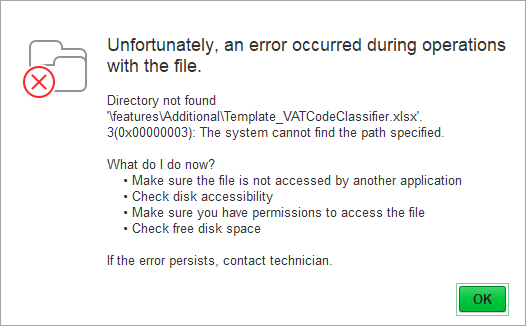 Unfortunately, an error occurred during operations
with the file.
Directory not found
'\features\Additional\Template_VATCodeClassifier.xlsx'.
3(0x00000003): The system cannot find the path specified.
What do I do now?
• Make sure the file is not accessed by another application
• Check disk accessibility
• Make sure you have permissions to access the file
• Check free disk space
If the error persists, contact technician.
OK